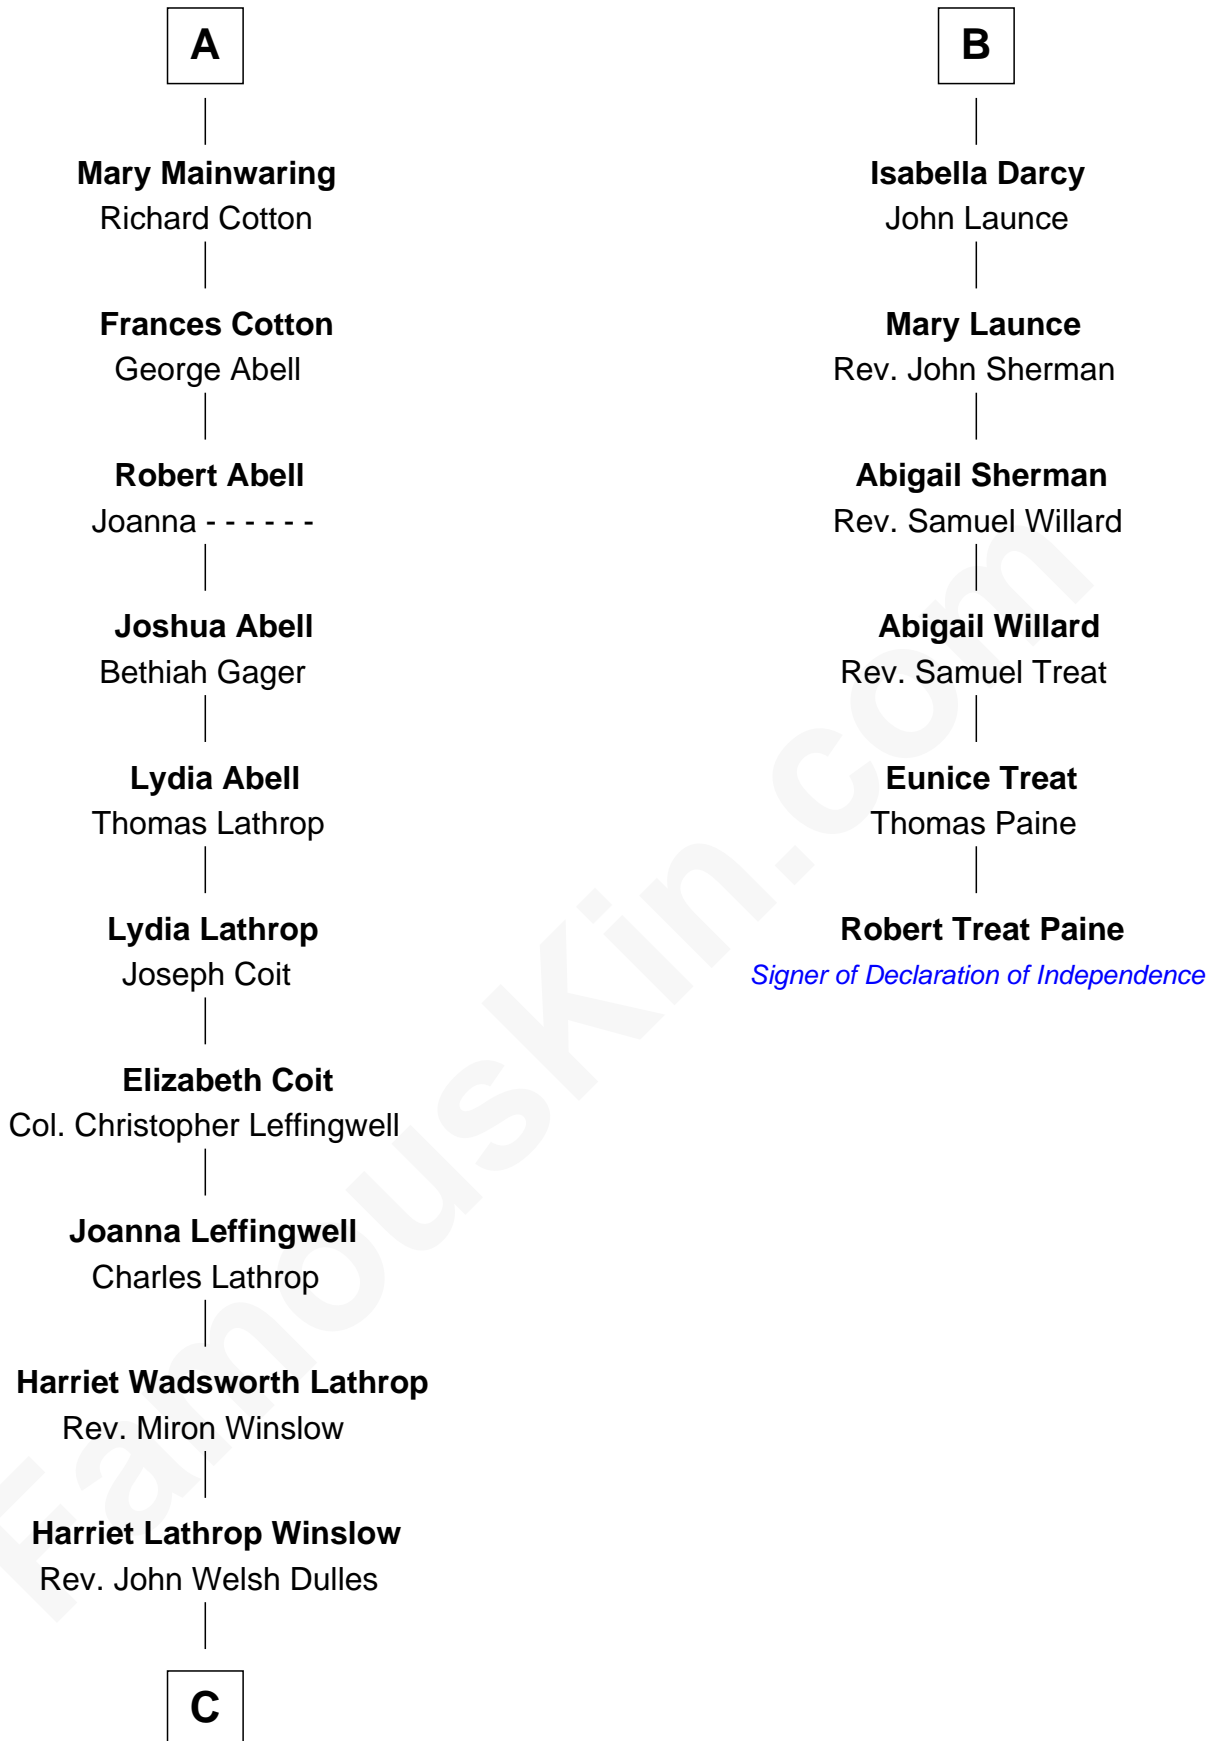 A
Mary Mainwaring
Richard Cotton
Frances Cotton
George Abell
Robert Abell
Joanna - - - - - -
Joshua Abell
Bethiah Gager
Lydia Abell
Thomas Lathrop
Lydia Lathrop
Joseph Coit
Elizabeth Coit
Col. Christopher Leffingwell
Joanna Leffingwell
Charles Lathrop
Harriet Wadsworth Lathrop
Rev. Miron Winslow
Harriet Lathrop Winslow
Rev. John Welsh Dulles
C
B
Isabella Darcy
John Launce
Mary Launce
Rev. John Sherman
Abigail Sherman
Rev. Samuel Willard
Abigail Willard
Rev. Samuel Treat
Eunice Treat
Thomas Paine
Robert Treat Paine
Signer of Declaration of Independence
FamousKin.com